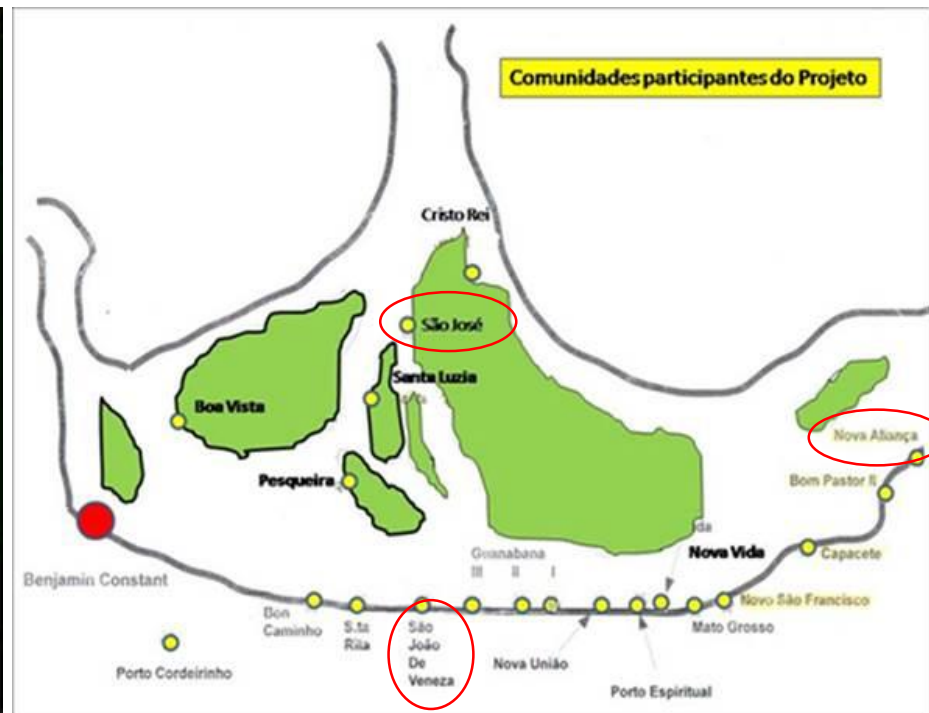 Comunidades participantes do Projeto
Cristo Rei
São José
Santa Luzia
Boa Vista
Nova Aliança
Pesqueira
Bom Pastor II
Nova Vida
Guanabana
III II I
Capacete
Benjamin Constant
Novo São Francisco
Bon
Caminho
S.ta
Rita
São
João
De
Veneza
Mato Grosso
Nova União
Porto Cordeirinho
Porto Espiritual